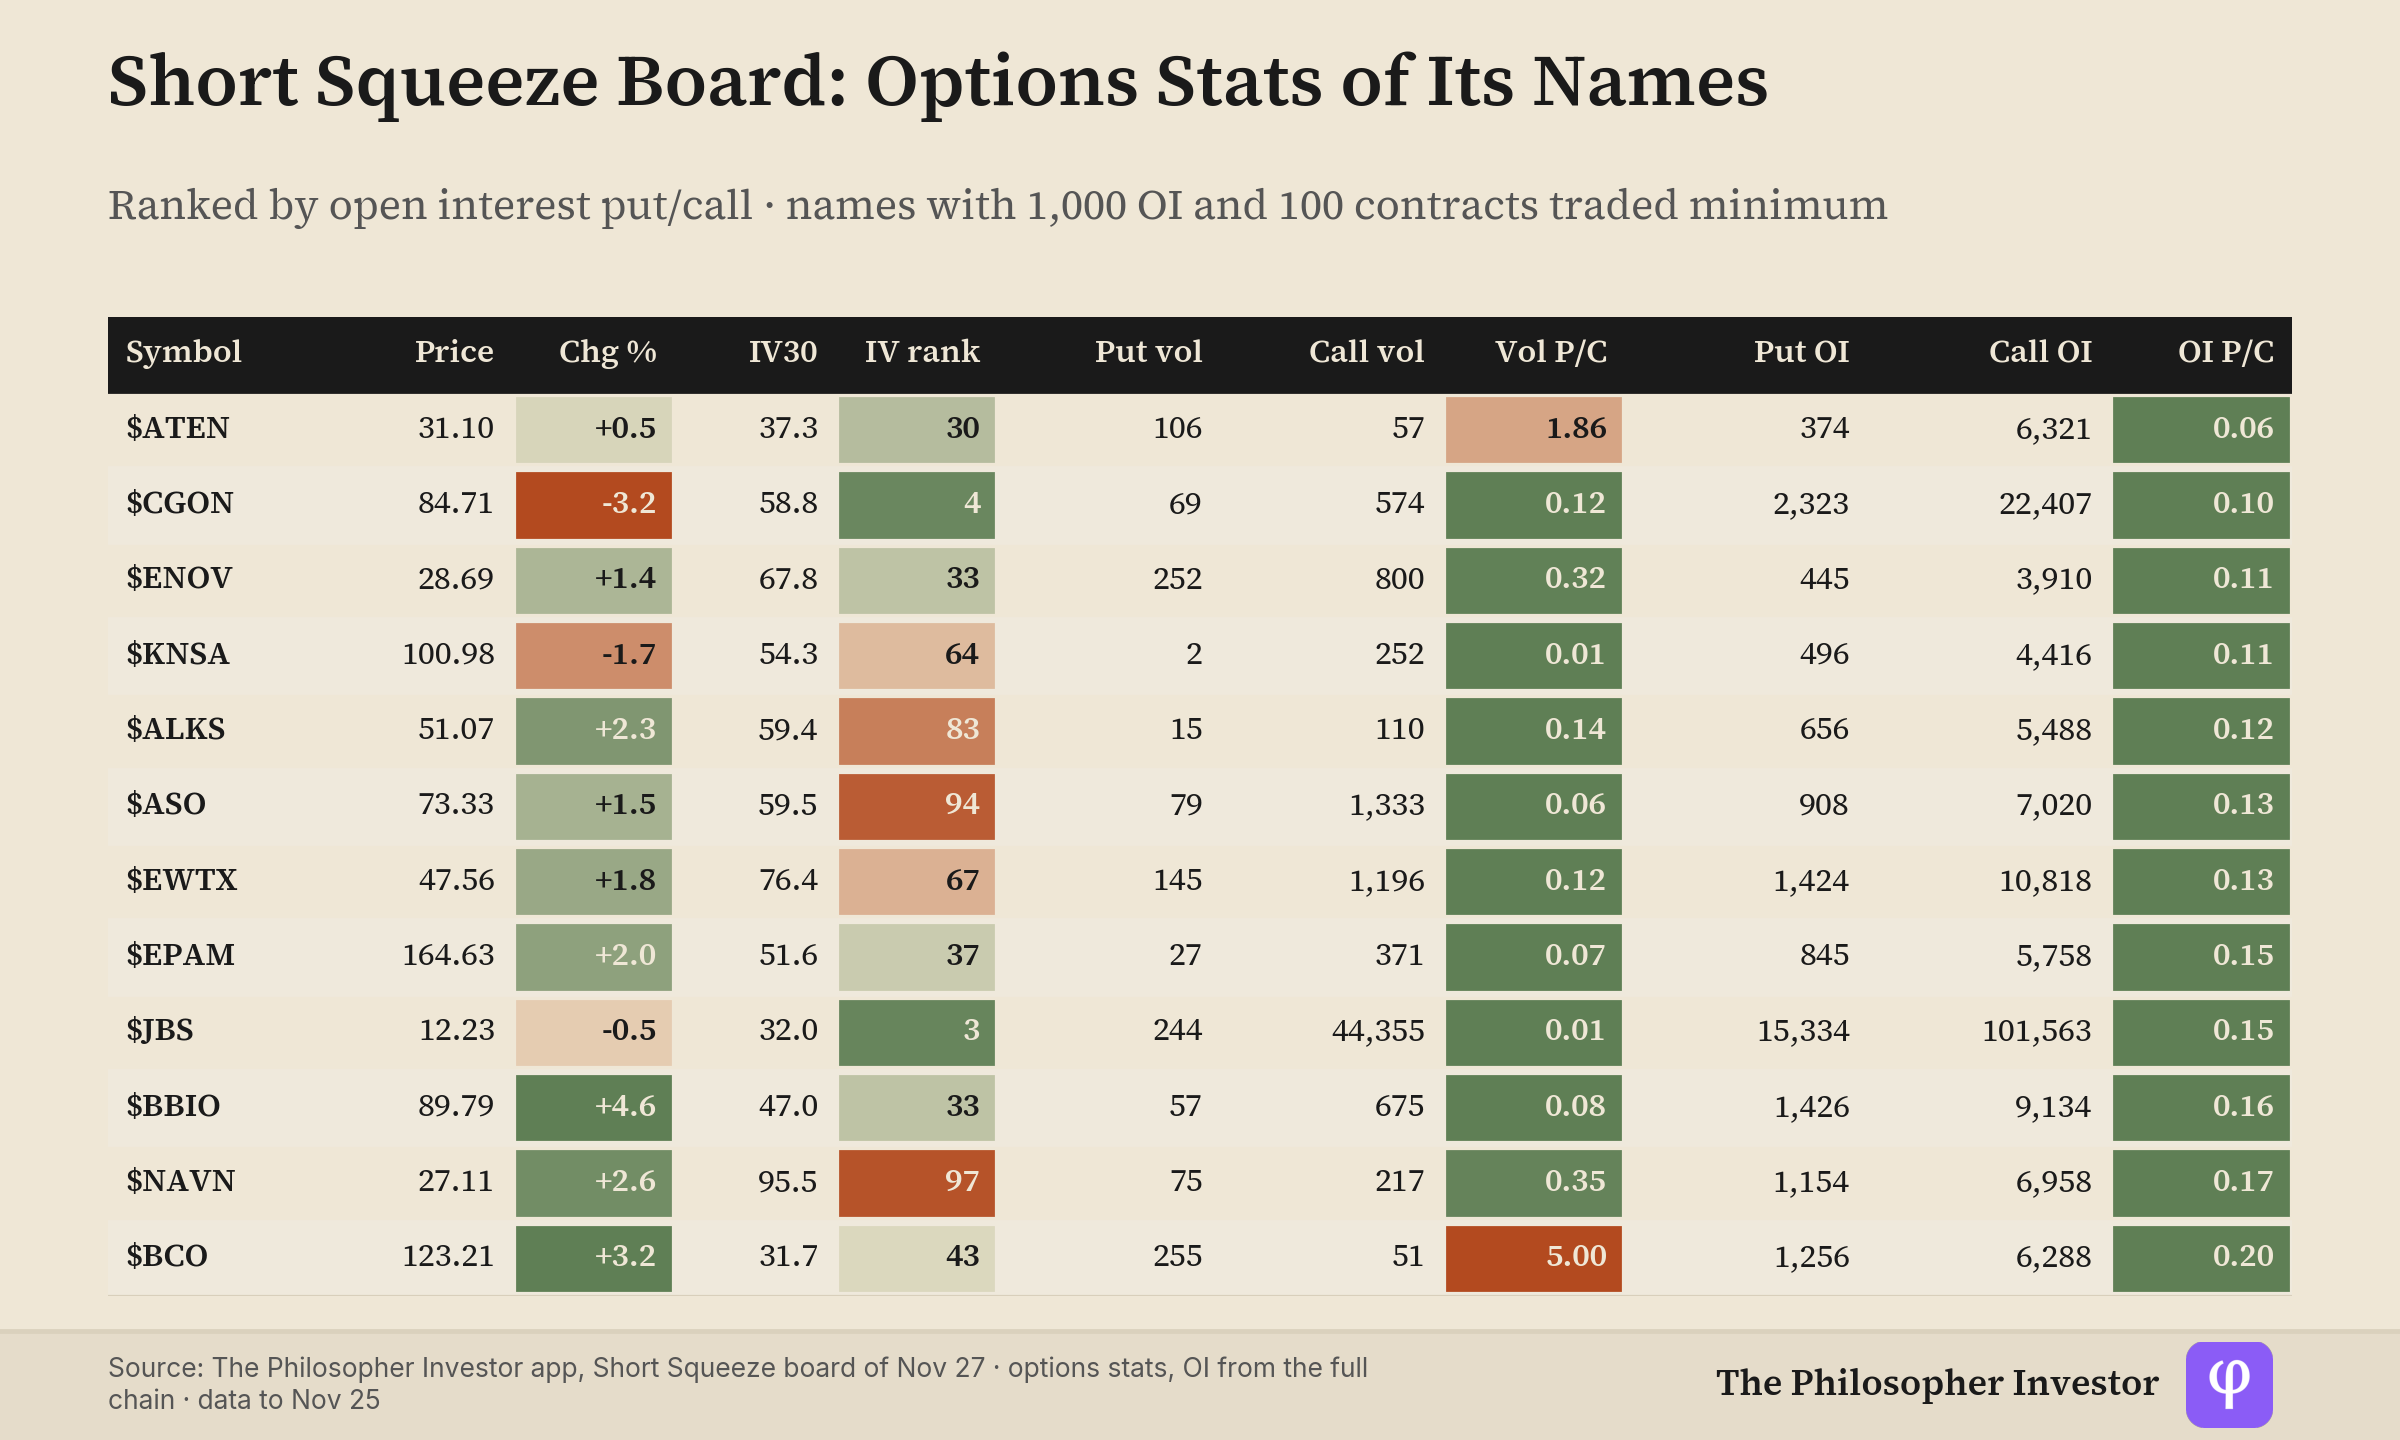 Short Squeeze Board: Options Stats of Its Names
Ranked by open interest put/call · names with 1,000 OI and 100 contracts traded minimum
Symbol Price Chg % IV30 IV rank Put vol Call vol Vol P/C Put OI Call OI OI P/C
$ATEN 31.10 +0.5 37.3 30 106 57 1.86 374 6,321 0.06
$CGON 84.71 -3.2 58.8 4 69 574 0.12 2,323 22,407 0.10
$ENOV 28.69 +1.4 67.8 33 252 800 0.32 445 3,910 0.11
$KNSA 100.98 -1.7 54.3 64 2 252 0.01 496 4,416 0.11
$ALKS 51.07 +2.3 59.4 83 15 110 0.14 656 5,488 0.12
$ASO 73.33 +1.5 59.5 94 79 1,333 0.06 908 7,020 0.13
$EWTX 47.56 +1.8 76.4 67 145 1,196 0.12 1,424 10,818 0.13
$EPAM 164.63 +2.0 51.6 37 27 371 0.07 845 5,758 0.15
$JBS 12.23 -0.5 32.0 3 244 44,355 0.01 15,334 101,563 0.15
$BBIO 89.79 +4.6 47.0 33 57 675 0.08 1,426 9,134 0.16
$NAVN 27.11 +2.6 95.5 97 75 217 0.35 1,154 6,958 0.17
$BCO 123.21 +3.2 31.7 43 255 51 5.00 1,256 6,288 0.20
Source: The Philosopher Investor app, Short Squeeze board of Nov 27 · options stats, OI from the full
chain · data to Nov 25
The Philosopher Investor φ